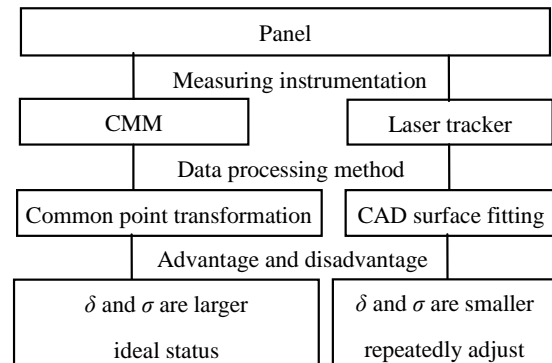 Panel
Measuring instrumentation
CMM
Laser tracker
Data processing method
Common point transformation
CAD surface fitting
Advantage and disadvantage
δ and σ are larger
ideal status
δ and σ are smaller
repeatedly adjust